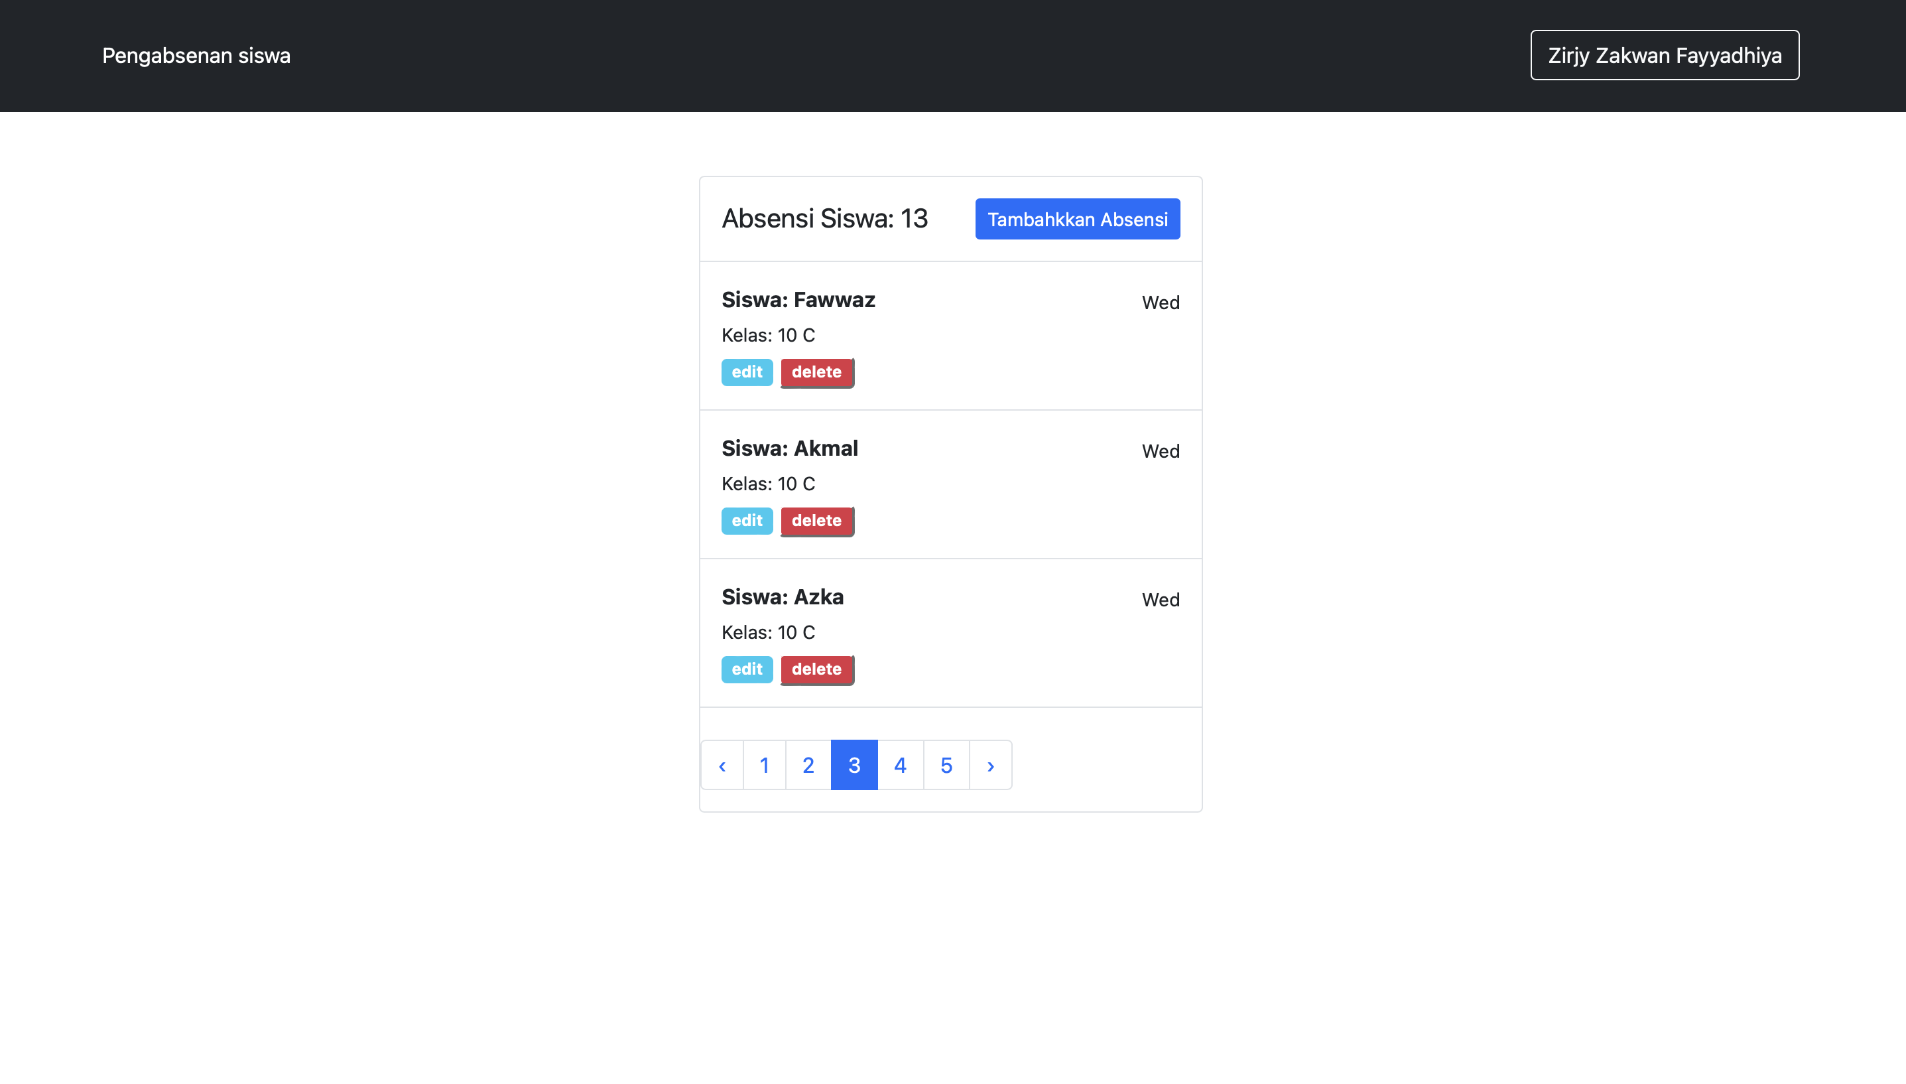 Pengabsenan siswa
Zirjy Zakwan Fayyadhiya
Absensi Siswa: 13
Tambahkkan Absensi
Siswa: Fawwaz
Wed
Kelas: 10 C
edit delete
Siswa: Akmal
Wed
Kelas: 10 C
edit delete
Siswa: Azka
Wed
Kelas: 10 C
edit delete
‹ 1 2 3 4 5 ›